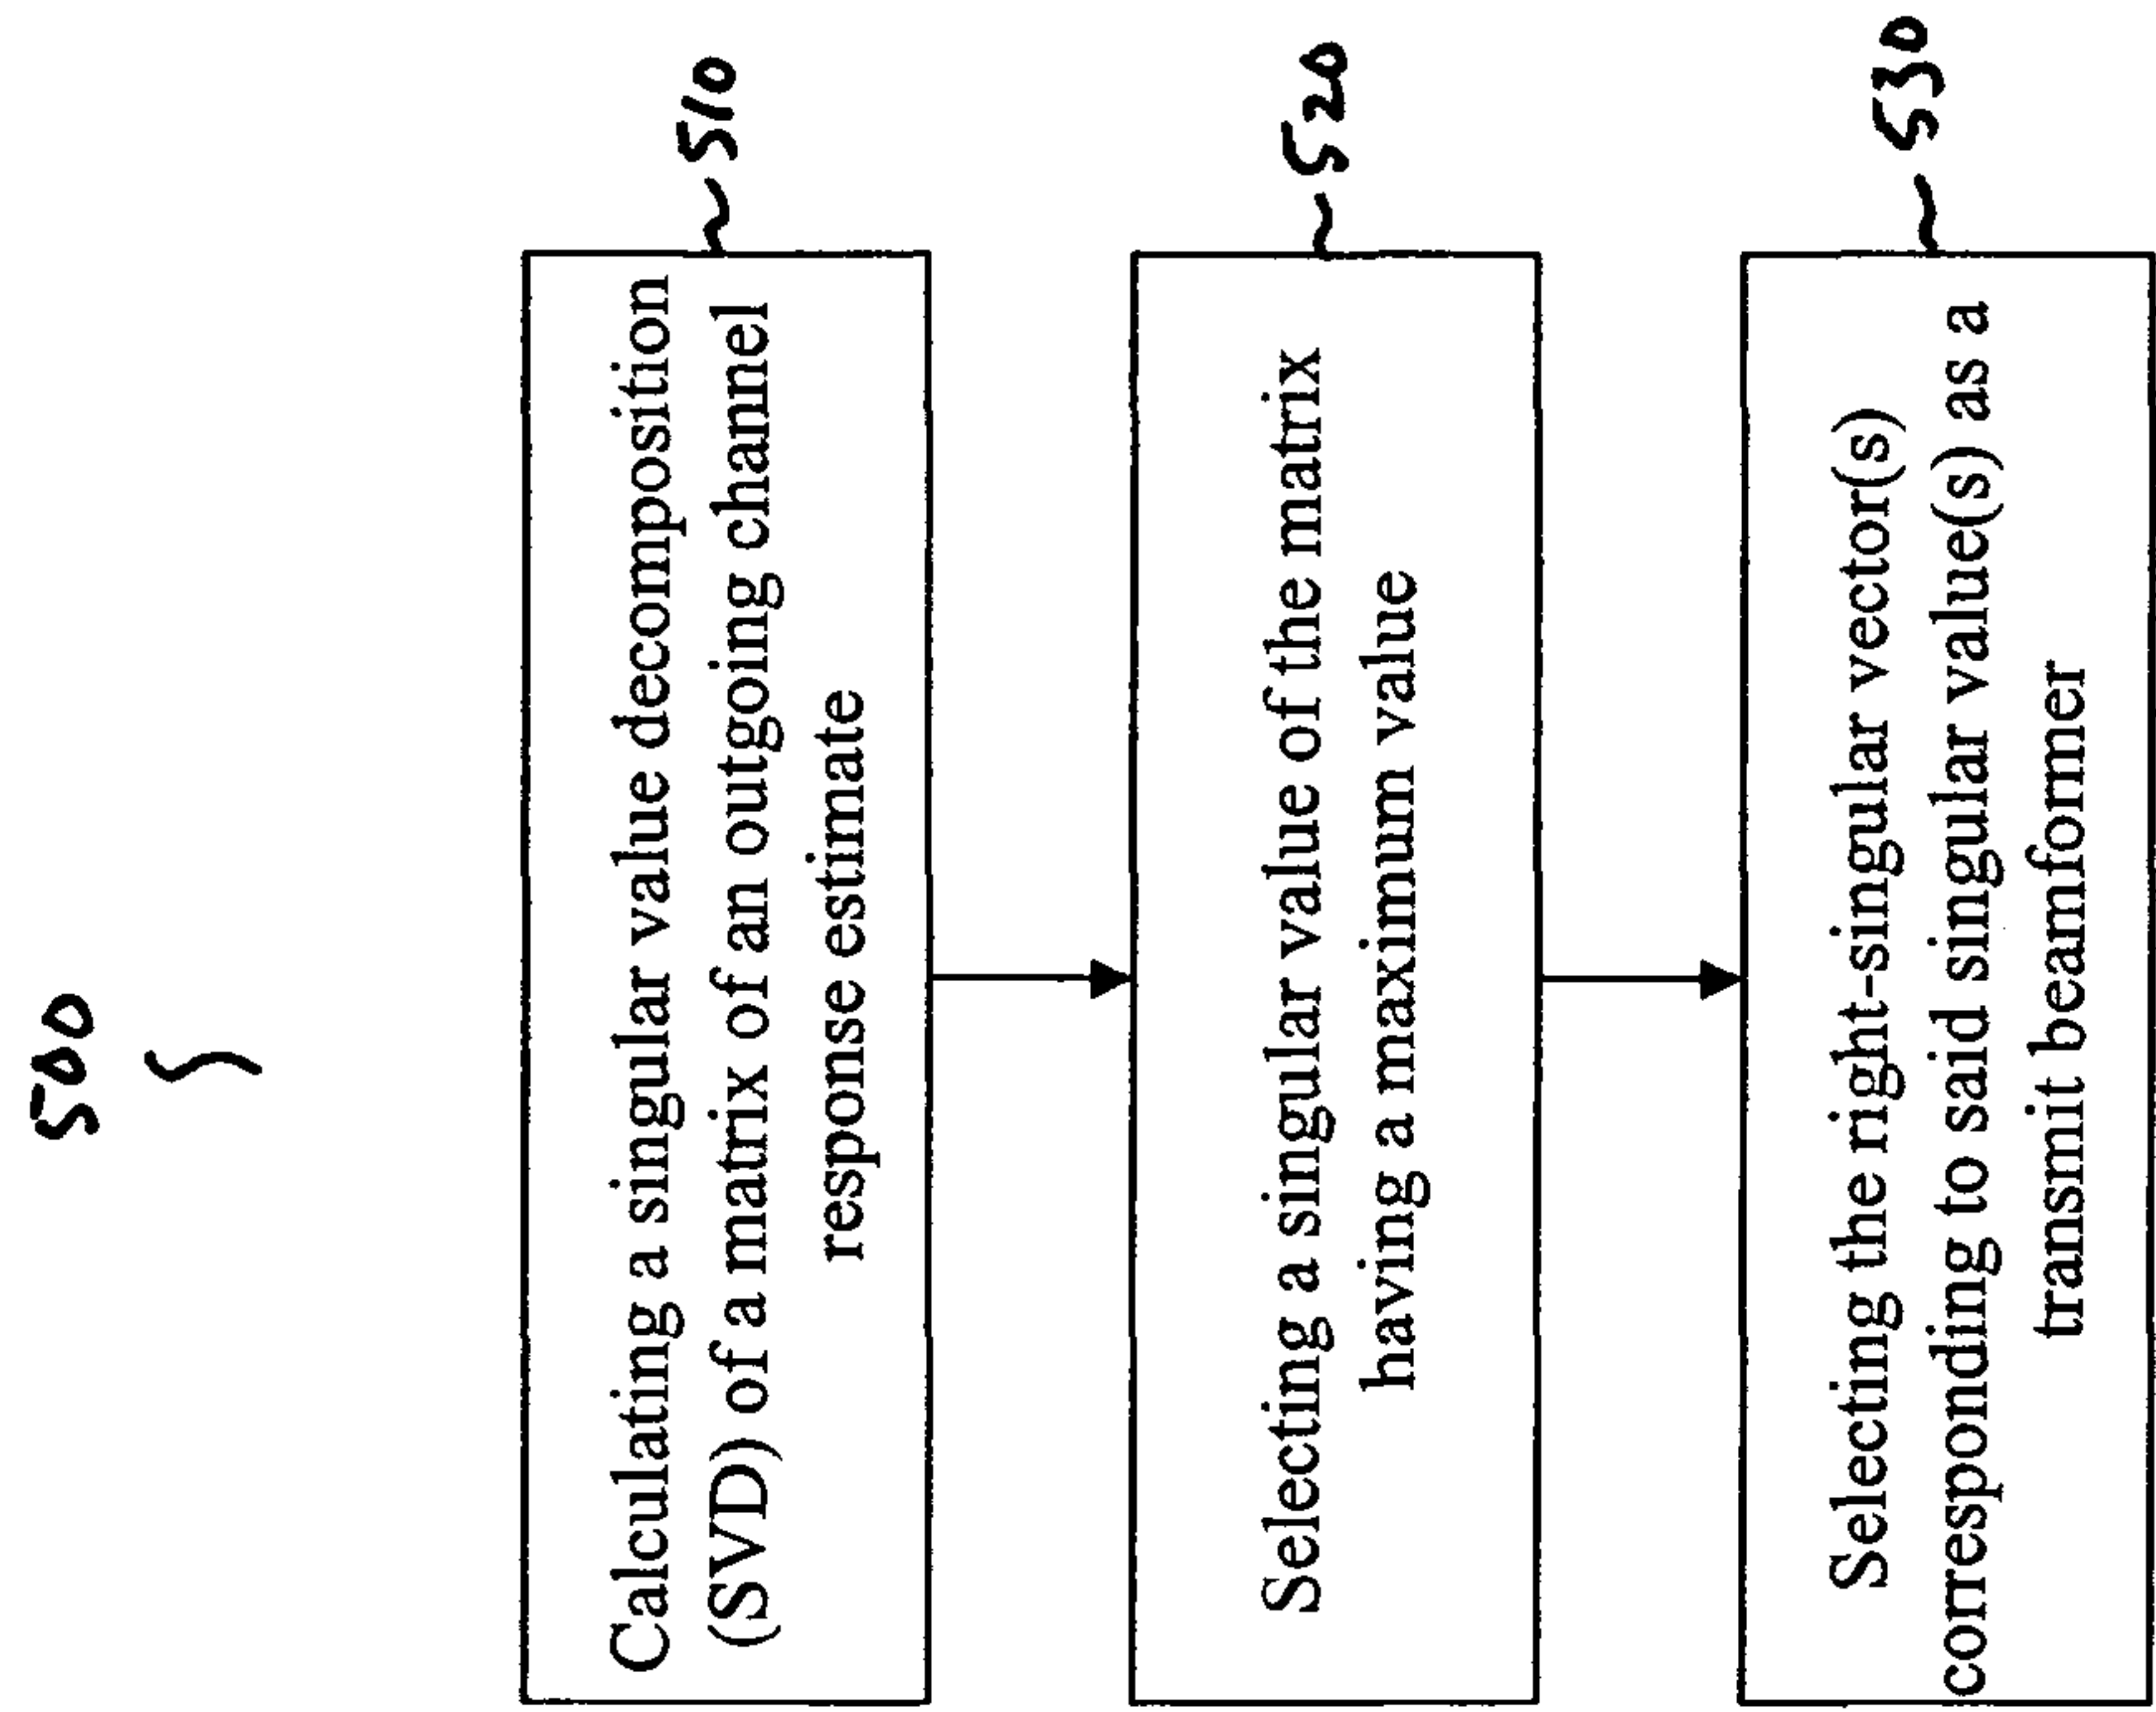 500
Calculating a singular value decomposition
(SVD) of a matrix of an outgoing channel
response estimate
510
Selecting a singular value of the matrix
having a maximum value
520
Selecting the right-singular vector(s)
corresponding to said singular value(s) as a
transmit beamformer
530